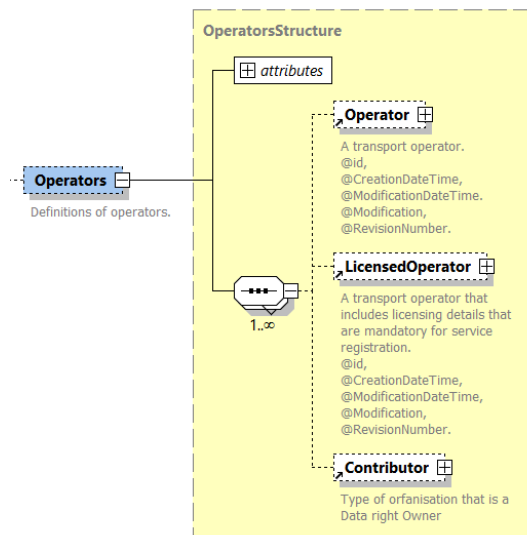 OperatorsStructure
attributes
Operator
A transport operator.
@id,
@CreationDateTime,
@ModificationDateTime.
@Modification,
@RevisionNumber.
Operators
Definitions of operators.
LicensedOperator
1..∞
A transport operator that
includes licensing details that
are mandatory for service
registration.
@id,
@CreationDateTime,
@ModificationDateTime,
@Modification,
@RevisionNumber.
Contributor
Type of orfanisation that is a
Data right Owner